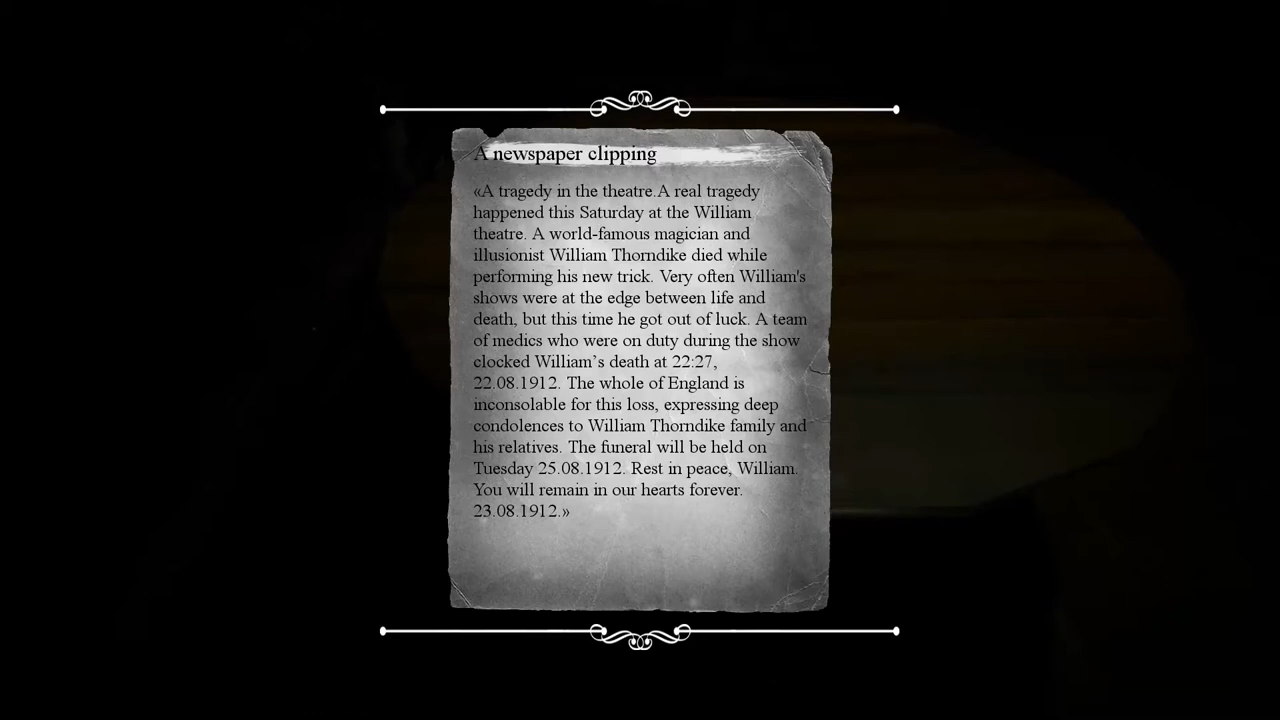 A newspaper clipping
«A tragedy in the theatre.A real tragedy
happened this Saturday at the William
theatre. A world-famous magician and
illusionist William Thorndike died while
performing his new trick. Very often William's
shows were at the edge between life and
death, but this time he got out of luck. A team
of medics who were on duty during the show
clocked William’s death at 22:27,
22.08.1912. The whole of England is
inconsolable for this loss, expressing deep
condolences to William Thorndike family and
his relatives. The funeral will be held on
Tuesday 25.08.1912. Rest in peace, William.
You will remain in our hearts forever.
23.08.1912.»